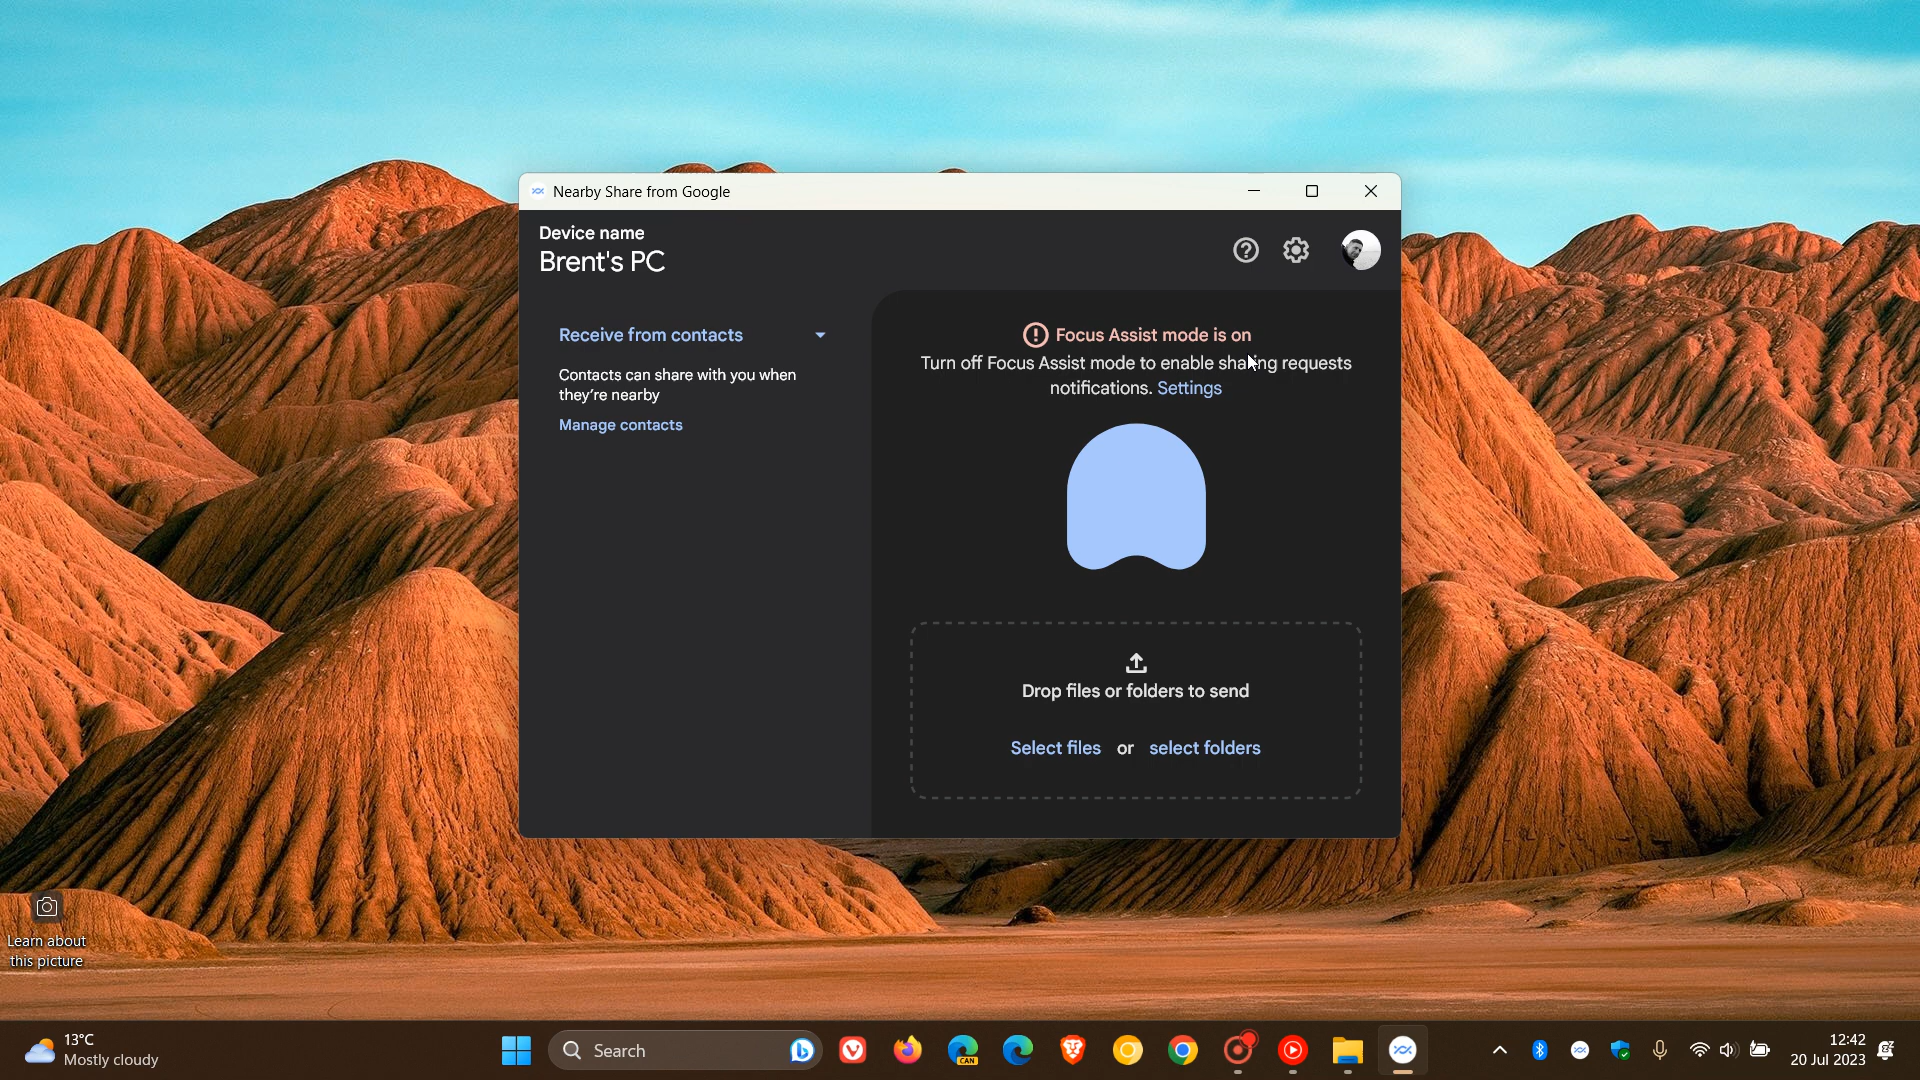 Nearby Share from Google
Device name
Brent's PC
Receive from contacts
Contacts can share with you when
they're nearby
Manage contacts
Focus Assist mode is on
Turn off Focus Assist mode to enable sharing requests
notifications. Settings
Drop files or folders to send
Select files or select folders
Learn about
this picture
13°C
Mostly cloudy
Search
CAN
12:42
20 Jul 2023